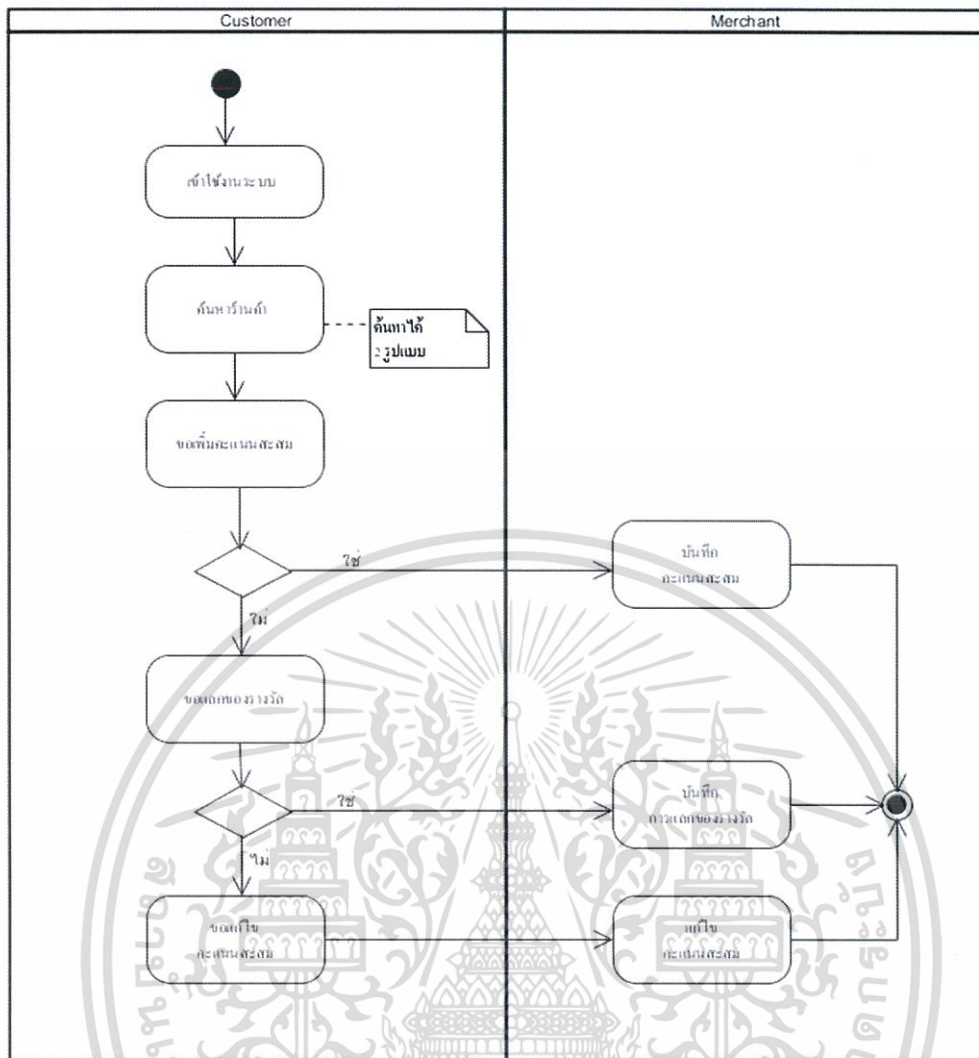 Customer
Merchant
เข้าใช้งานระบบ
ค้นหาร้านค้า
ค้นหาได้
2 รูปแบบ
ขอเพิ่มคะแนนสะสม
ใช่
บันทึก
คะแนนสะสม
ไม่
ขอแลกของรางวัล
ใช่
บันทึก
การแลกของรางวัล
ไม่
ขอแก้ไข
คะแนนสะสม
แก้ไข
คะแนนสะสม